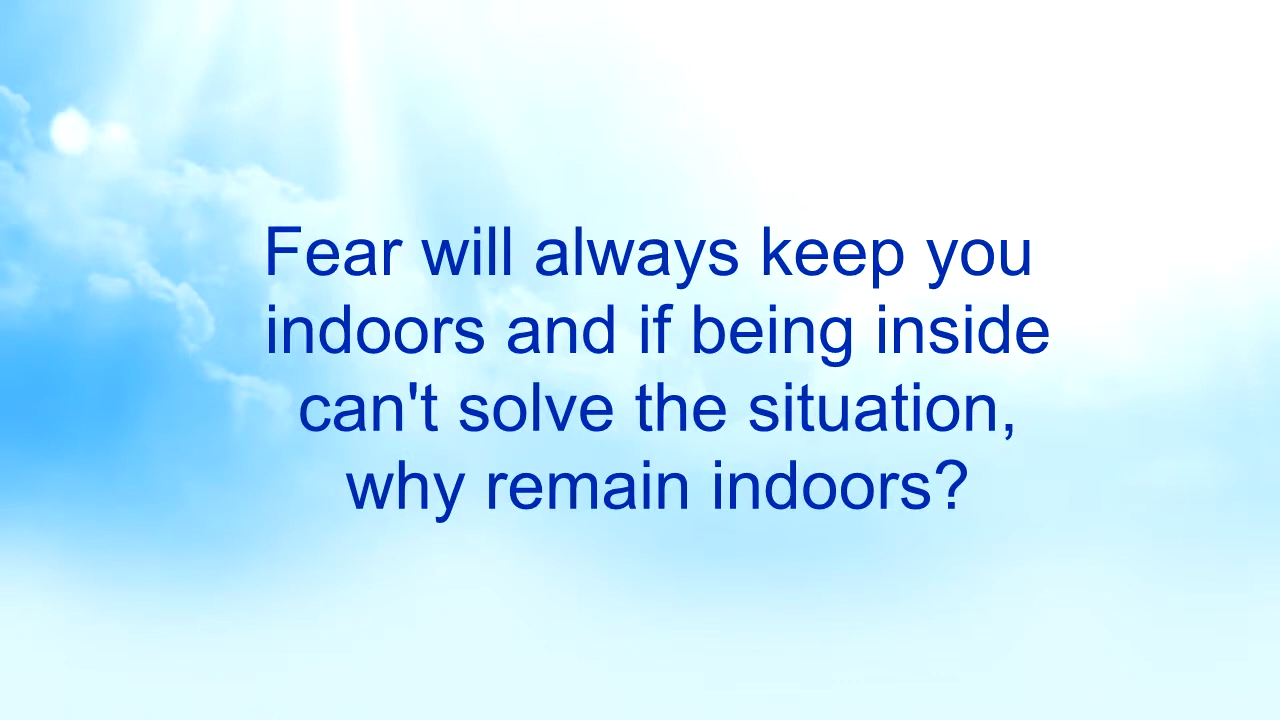 Fear will always keep you
indoors and if being inside
can't solve the situation,
why remain indoors?